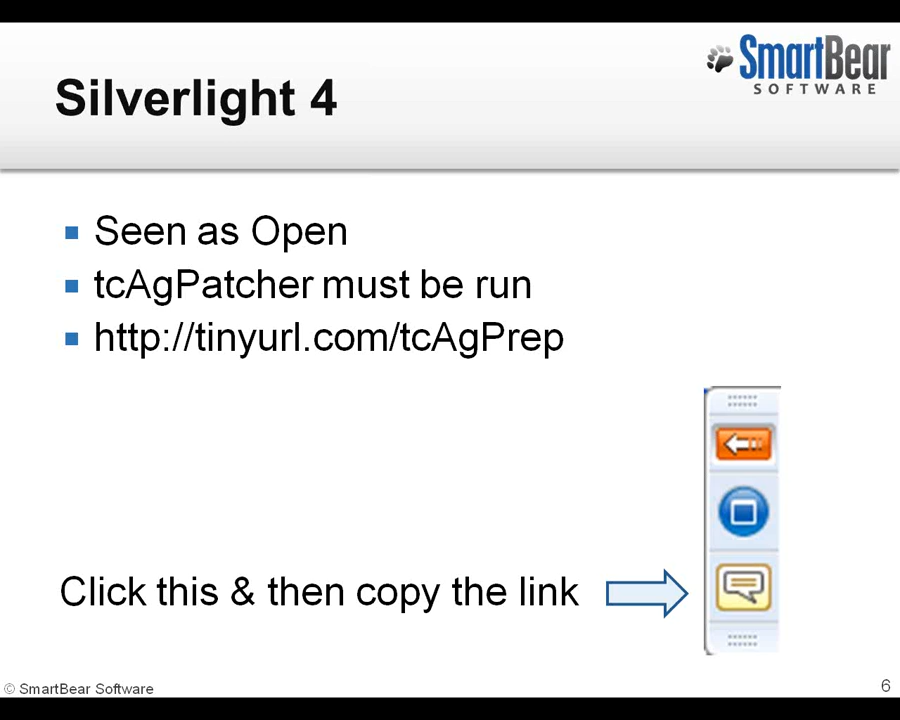 SmartBear
SOFTWARE
Silverlight 4
Seen as Open
tcAgPatcher must be run
http://tinyurl.com/tcAgPrep
Click this & then copy the link
© SmartBear Software
6